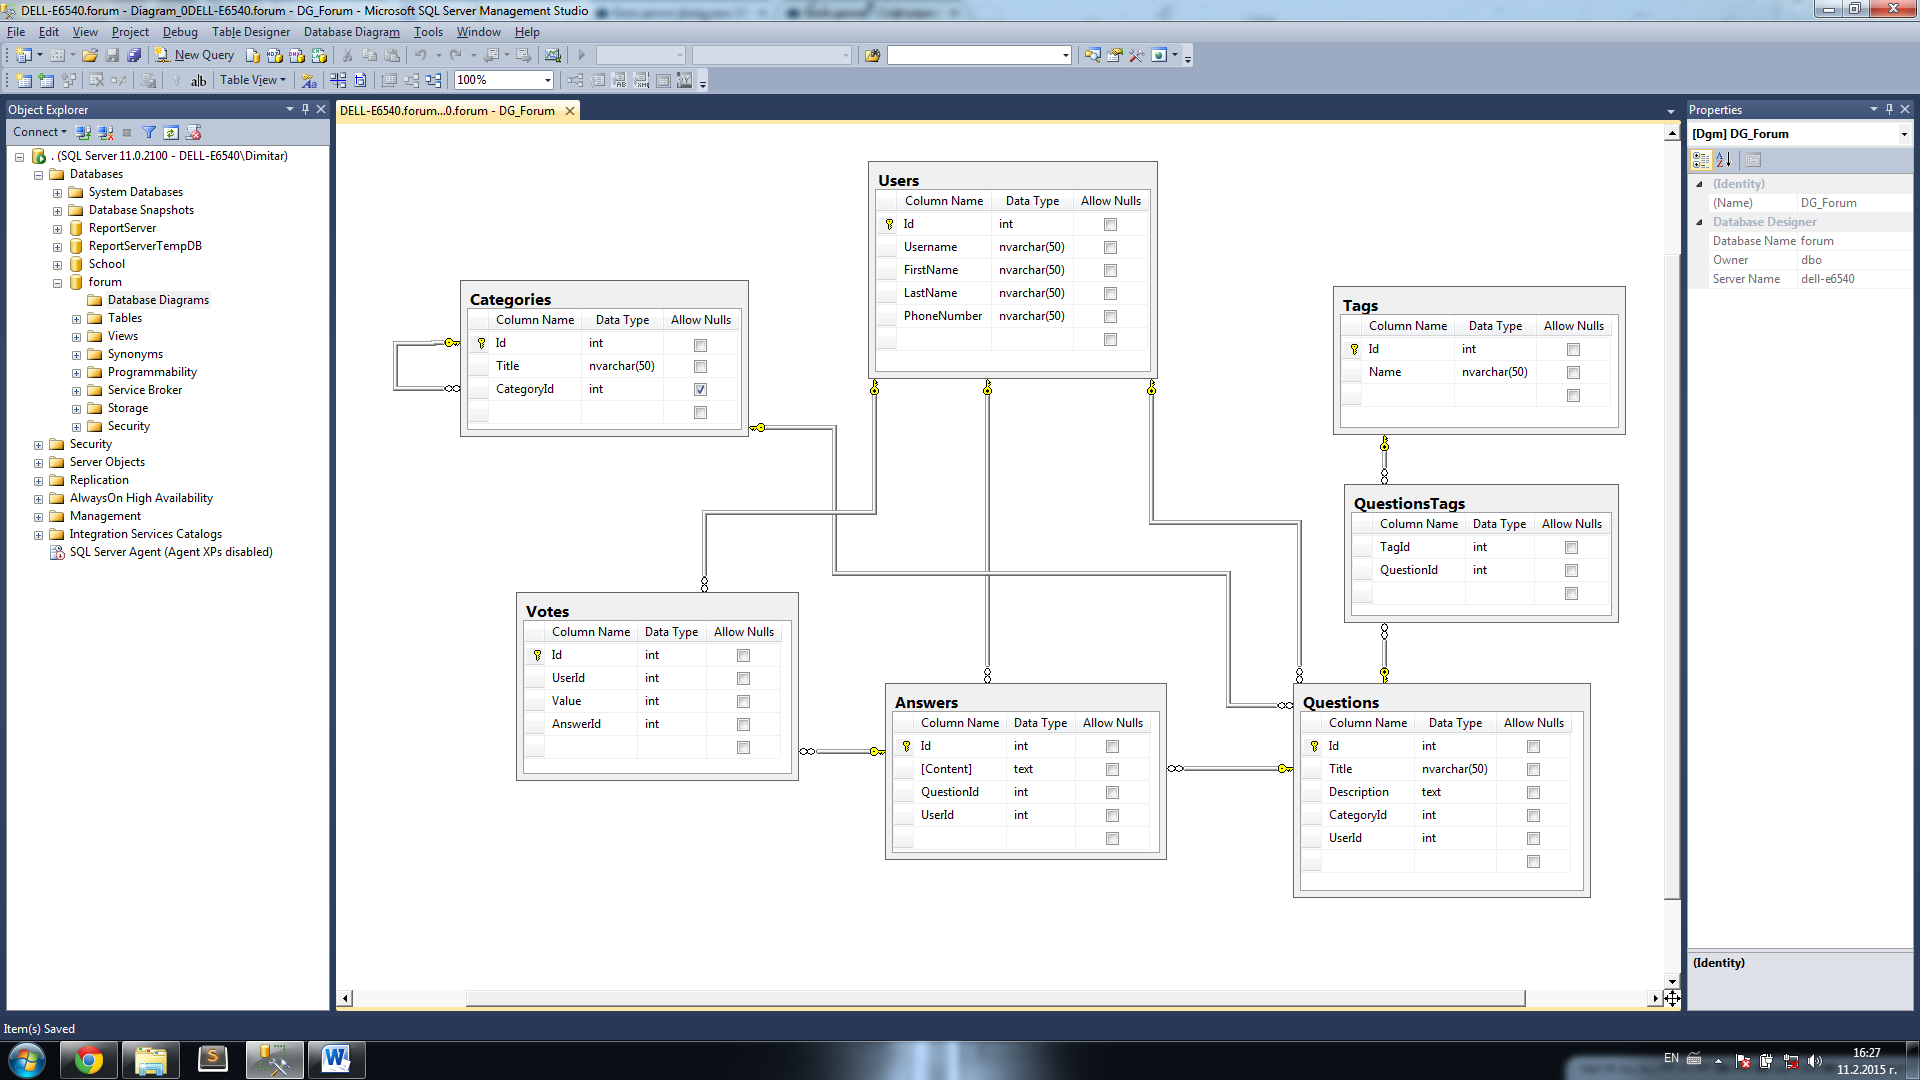 DELL-E6540.forum - Diagram_0DELL-E6540.forum - DG_Forum - Microsoft SQL Server Management Studio
File Edit View Project Debug Table Designer Database Diagram Tools Window Help
New Query
Table View 100%
Object Explorer
Connect
. (SQL Server 11.0.2100 - DELL-E6540\Dimitar)
Databases
System Databases
Database Snapshots
ReportServer
ReportServerTempDB
School
forum
Database Diagrams
Tables
Views
Synonyms
Programmability
Service Broker
Storage
Security
Security
Server Objects
Replication
AlwaysOn High Availability
Management
Integration Services Catalogs
SQL Server Agent (Agent XPs disabled)
DELL-E6540.forum...0.forum - DG_Forum
Users
Column Name Data Type Allow Nulls
Id int
Username nvarchar(50)
FirstName nvarchar(50)
LastName nvarchar(50)
PhoneNumber nvarchar(50)
Categories
Column Name Data Type Allow Nulls
Id int
Title nvarchar(50)
CategoryId int
Tags
Column Name Data Type Allow Nulls
Id int
Name nvarchar(50)
QuestionsTags
Column Name Data Type Allow Nulls
TagId int
QuestionId int
Votes
Column Name Data Type Allow Nulls
Id int
UserId int
Value int
AnswerId int
Answers
Column Name Data Type Allow Nulls
Id int
[Content] text
QuestionId int
UserId int
Questions
Column Name Data Type Allow Nulls
Id int
Title nvarchar(50)
Description text
CategoryId int
UserId int
Properties
[Dgm] DG_Forum
(Identity)
(Name) DG_Forum
Database Designer
Database Name forum
Owner dbo
Server Name dell-e6540
(Identity)
Item(s) Saved
EN
16:27
11.2.2015 г.